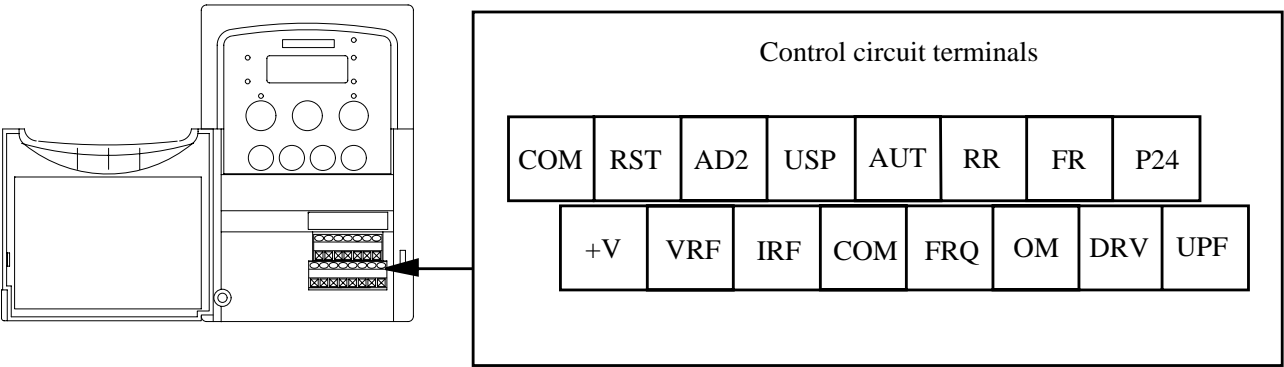 Control circuit terminals
COM RST AD2 USP AUT RR FR P24
+V VRF IRF COM FRQ OM DRV UPF